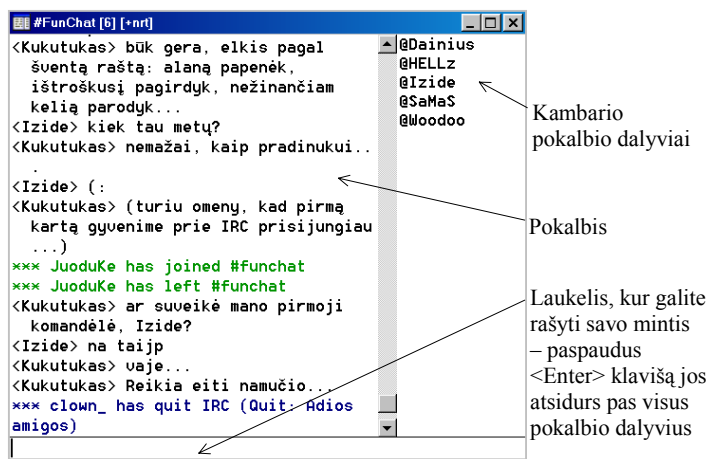 #FunChat [6] [+nrt]
<Kukutukas> būk gera, elkis pagal
šventą raštą: alaną papenėk,
ištroškusį pagirdyk, nežinančiam
kelią parodyk...
<Izide> kiek tau metų?
<Kukutukas> nemažai, kaip pradinukui..
.
<Izide> (:
<Kukutukas> (turiu omeny, kad pirmą
kartą gyvenime prie IRC prisijungiau
...)
*** JuoduKe has joined #funchat
*** JuoduKe has left #funchat
<Kukutukas> ar suveikė mano pirmoji
komandėlė, Izide?
<Izide> na taijp
<Kukutukas> vaje...
<Kukutukas> Reikia eiti namučio...
*** clown_ has quit IRC (Quit: Adios
amigos)
@Dainius
@HELLz
@Izide
@SaMaS
@Woodoo
Kambario
pokalbio dalyviai
Pokalbis
Laukelis, kur galite
rašyti savo mintis
– paspaudus
<Enter> klavišą jos
atsidurs pas visus
pokalbio dalyvius